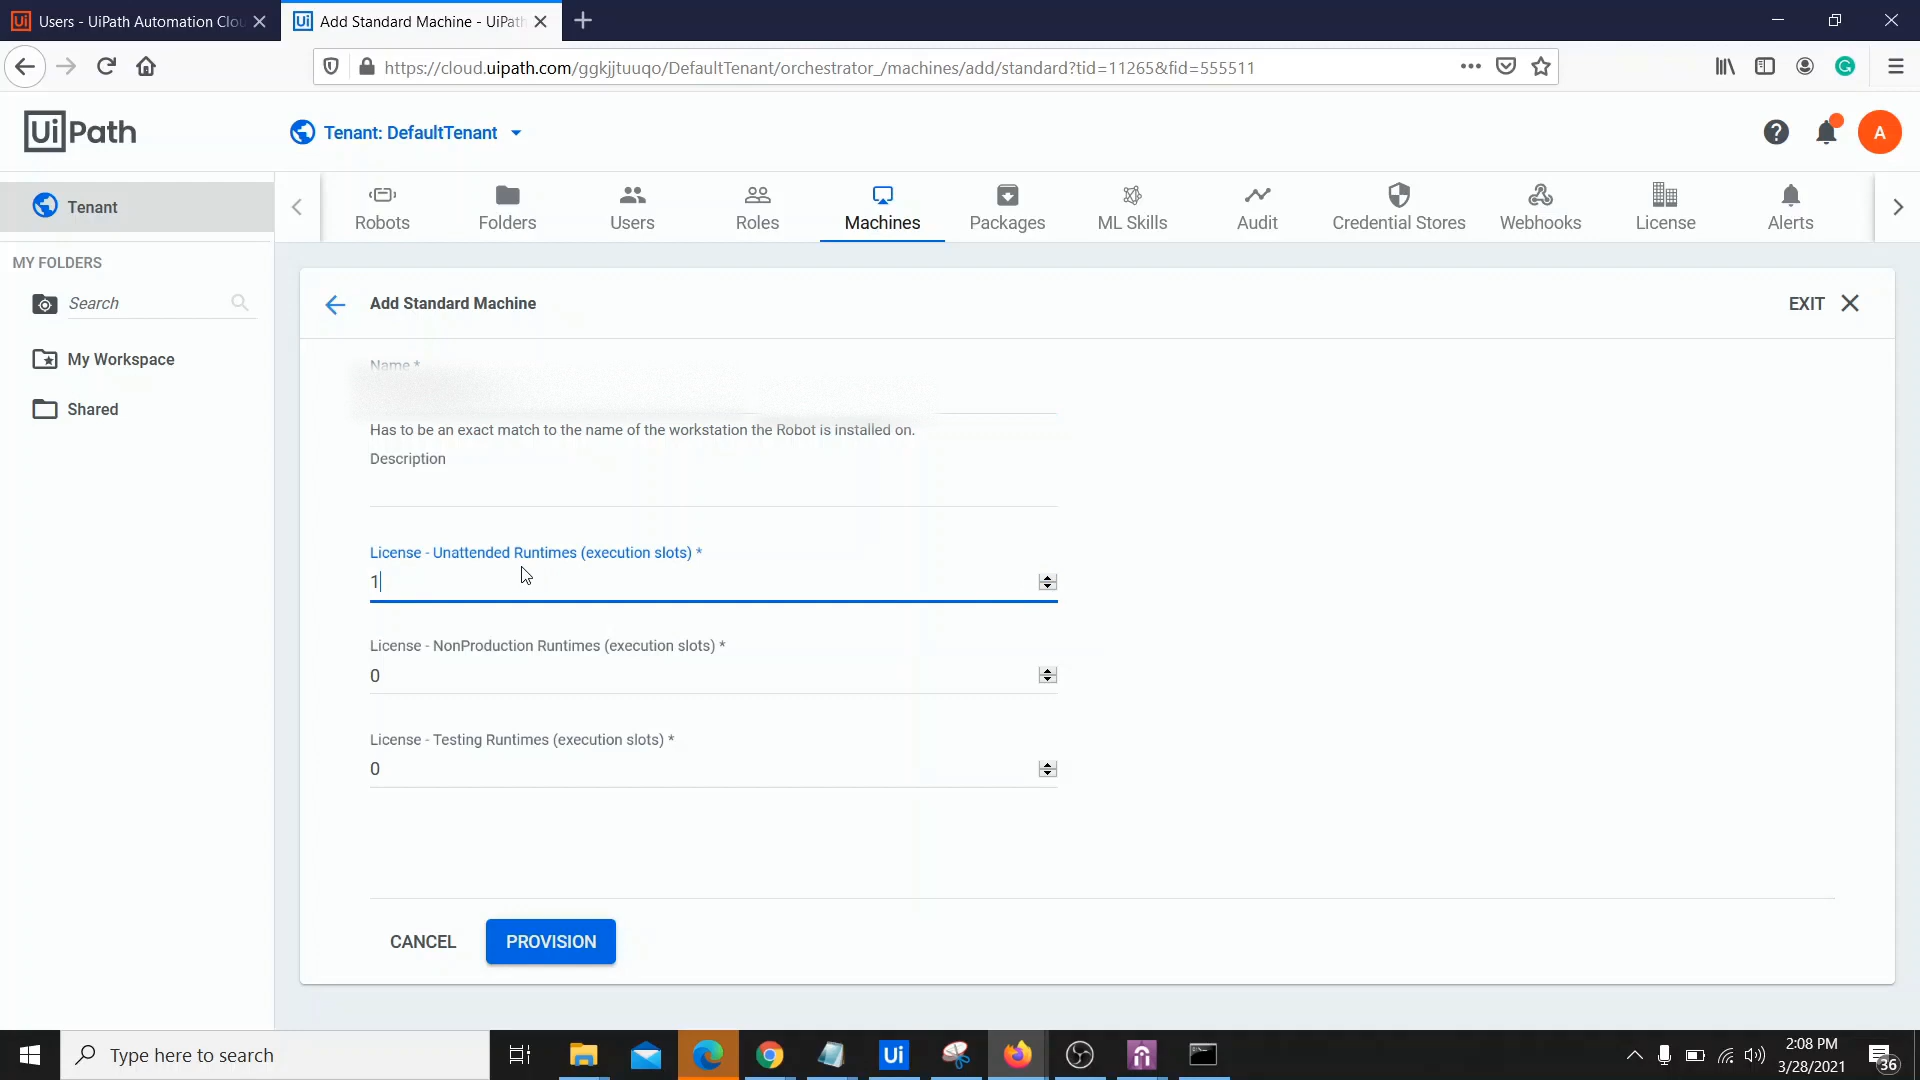 Users - UiPath Automation Clou
Add Standard Machine - UiPath
https://cloud.uipath.com/ggkjjtuuqo/DefaultTenant/orchestrator_/machines/add/standard?tid=11265&fid=555511
UiPath
Tenant: DefaultTenant
A
Tenant
Robots
Folders
Users
Roles
Machines
Packages
ML Skills
Audit
Credential Stores
Webhooks
License
Alerts
MY FOLDERS
Search
My Workspace
Shared
Add Standard Machine
EXIT
Name *
Has to be an exact match to the name of the workstation the Robot is installed on.
Description
License - Unattended Runtimes (execution slots) *
1
License - NonProduction Runtimes (execution slots) *
0
License - Testing Runtimes (execution slots) *
0
CANCEL
PROVISION
Type here to search
Ui
2:08 PM
3/28/2021
36